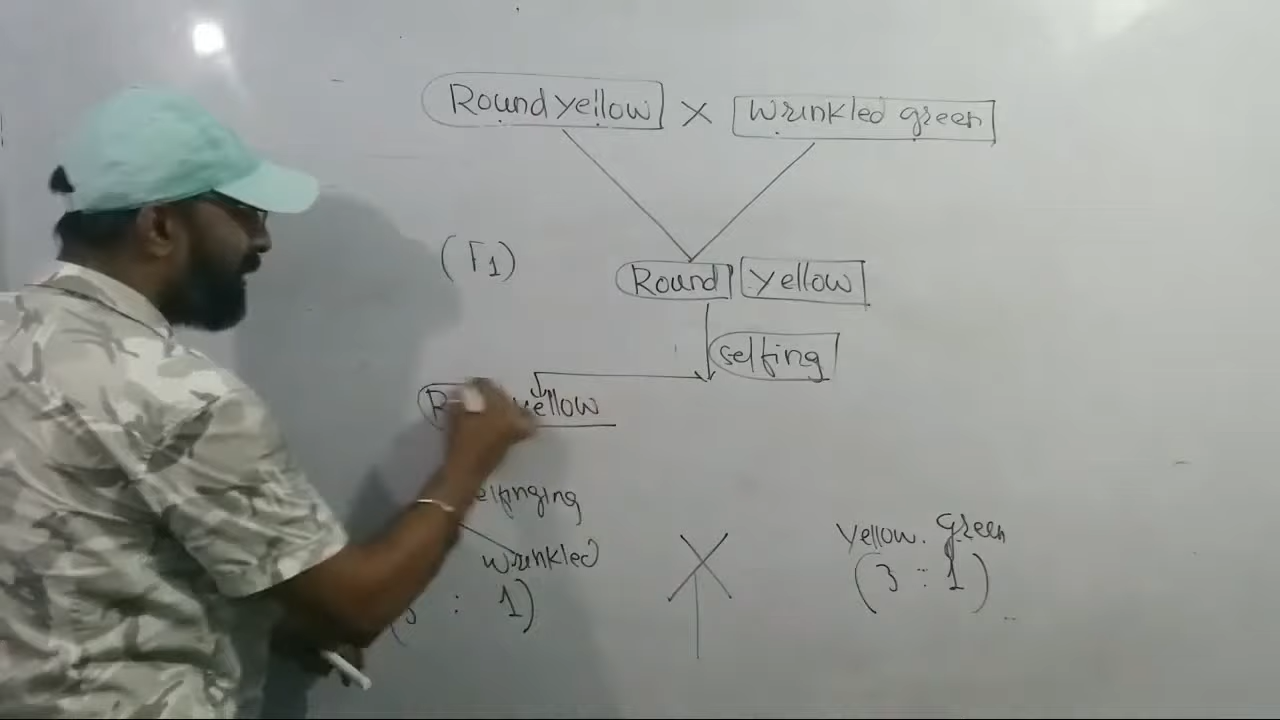 Round yellow X Wrinkled green
(F1)
Round yellow
selfing
yellow
wrinkled
yellow. green
: 1)
(3 : 1)